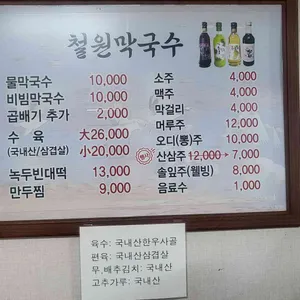 철원막국수
물막국수 10,000
비빔막국수 10,000
곱배기 추가 2,000
수 육 大26,000
(국내산/삼겹살) 小20,000
녹두빈대떡 13,000
만두찜 9,000
소주 4,000
맥주 4,000
막걸리 4,000
머루주 12,000
오디(통)주 10,000
산삼주 12,000→ 7,000
솔잎주(웰빙) 8,000
음료수 1,000
육수: 국내산한우사골
편육: 국내산삼겹살
무,배추김치: 국내산
고추가루: 국내산